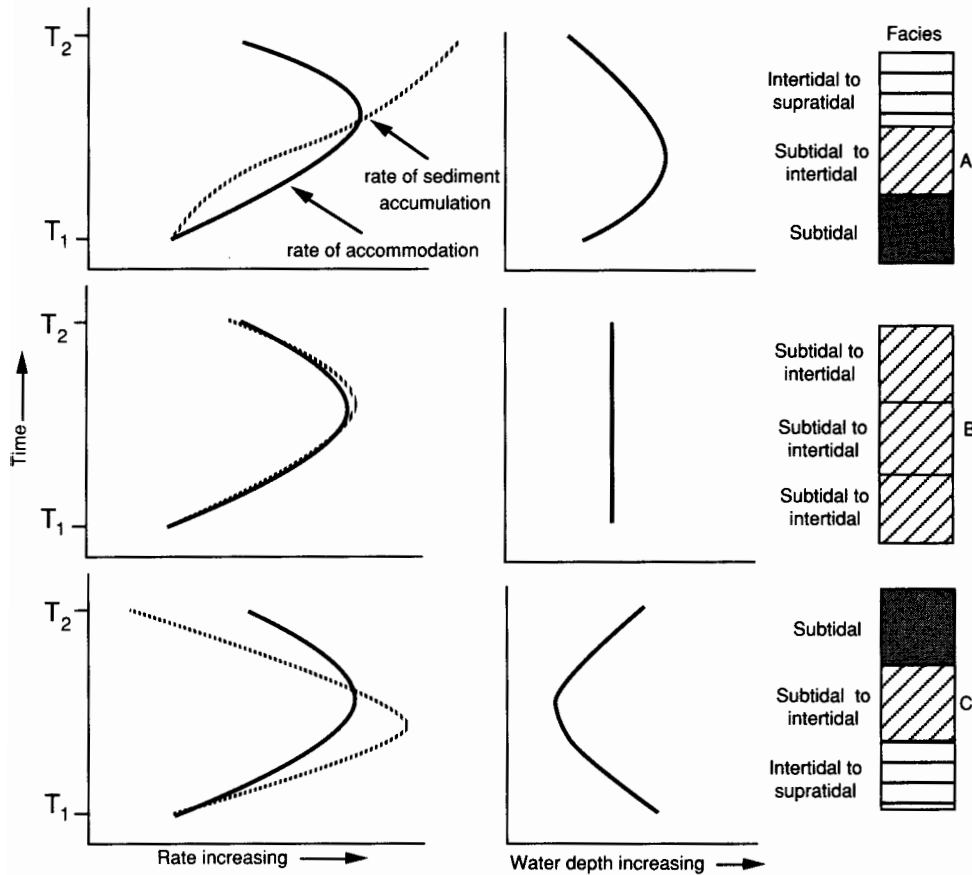 T2
T1
rate of sediment
accumulation
rate of accommodation
Facies
Intertidal to
supratidal
Subtidal to
intertidal
A
Subtidal
Time
T2
T1
Subtidal to
intertidal
Subtidal to
intertidal
B
Subtidal to
intertidal
T2
T1
Rate increasing
Water depth increasing
Subtidal
Subtidal to
intertidal
C
Intertidal to
supratidal